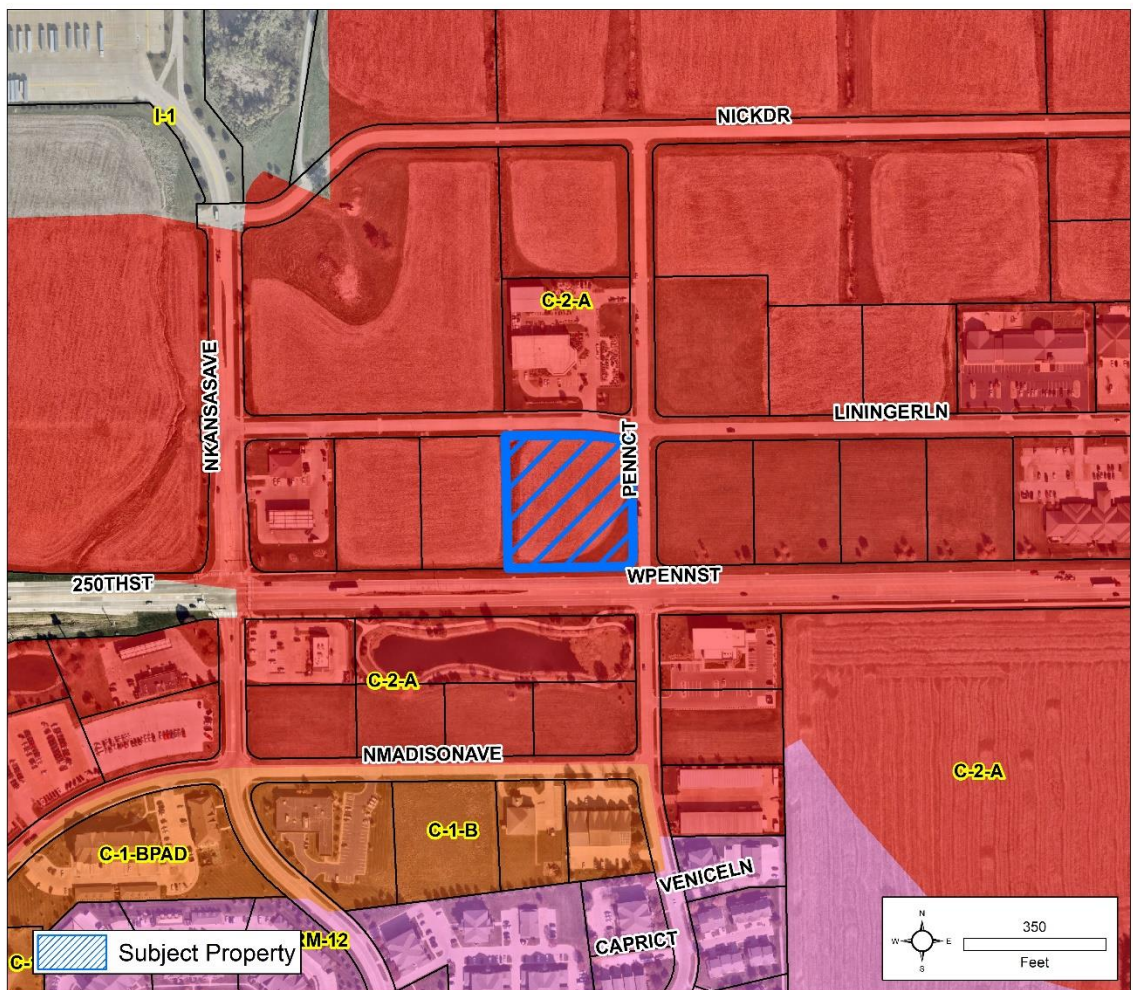 I-1
NICKDR
C-2-A
NKANSASAVE
LININGERLN
PENNCT
250THST
WPENNST
C-2-A
NMADISONAVE
C-2-A
C-1-B
C-1-BPAD
VENICELN
RM-12
CAPRICT
C-1
Subject Property
N
W E
S
350
Feet